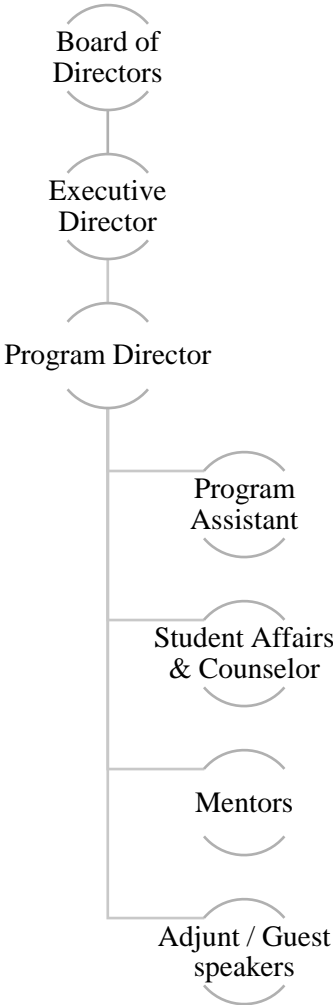 Board of
Directors
Executive
Director
Program Director
Program
Assistant
Student Affairs
& Counselor
Mentors
Adjunt / Guest
speakers